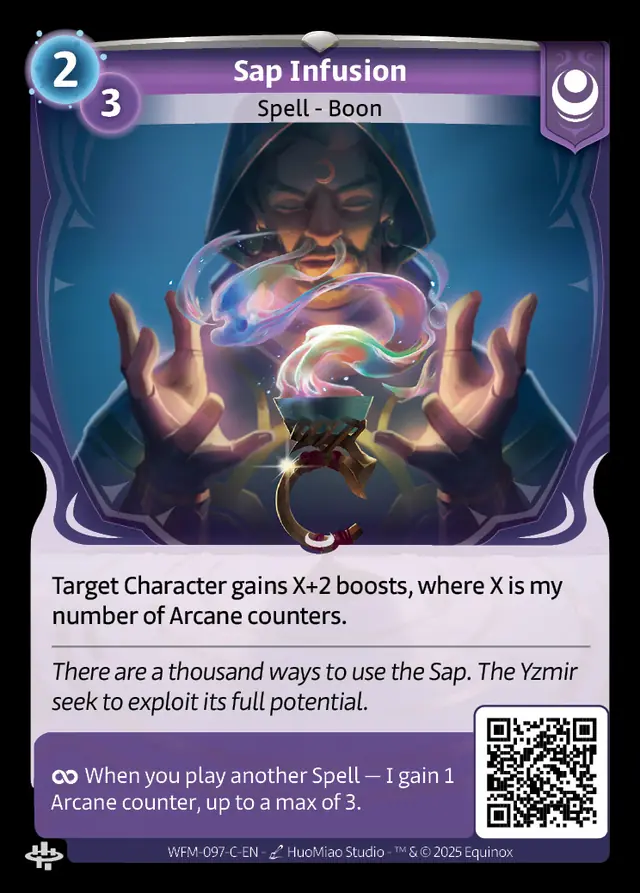 2
3
Sap Infusion
Spell - Boon
Target Character gains X+2 boosts, where X is my
number of Arcane counters.
There are a thousand ways to use the Sap. The Yzmir
seek to exploit its full potential.
∞ When you play another Spell — I gain 1
Arcane counter, up to a max of 3.
WFM-097-C-EN - HuoMiao Studio - ™ & © 2025 Equinox